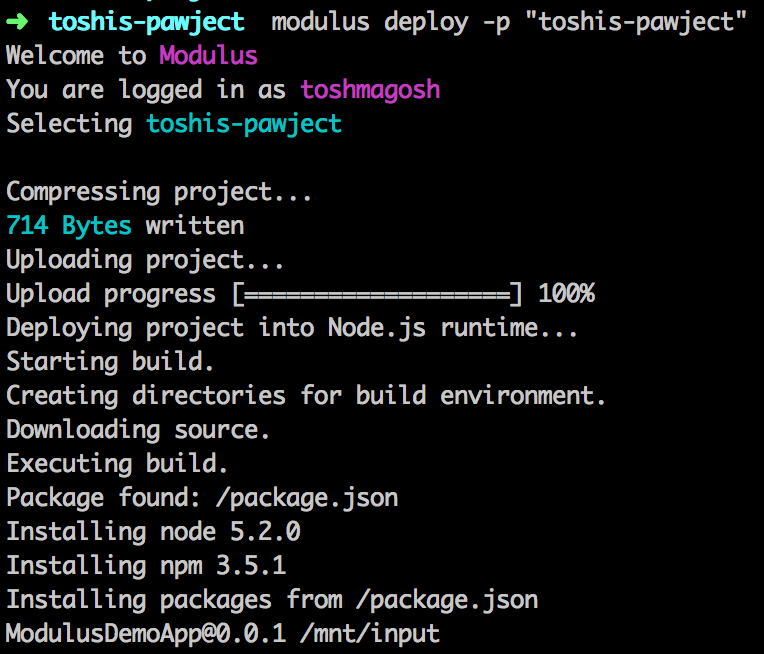 ➜ toshis-pawject modulus deploy -p "toshis-pawject"
Welcome to Modulus
You are logged in as toshmagosh
Selecting toshis-pawject
Compressing project...
714 Bytes written
Uploading project...
Upload progress [===================] 100%
Deploying project into Node.js runtime...
Starting build.
Creating directories for build environment.
Downloading source.
Executing build.
Package found: /package.json
Installing node 5.2.0
Installing npm 3.5.1
Installing packages from /package.json
ModulusDemoApp@0.0.1 /mnt/input